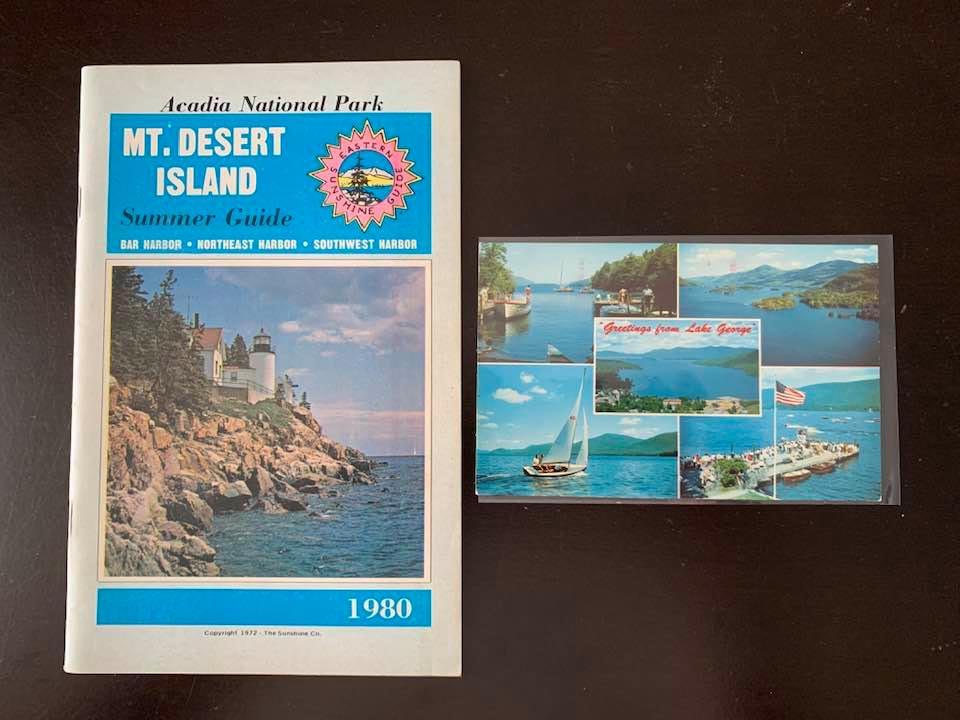 Acadia National Park
MT. DESERT
ISLAND
EASTERN
SUNSHINE GUIDE
Summer Guide
BAR HARBOR • NORTHEAST HARBOR • SOUTHWEST HARBOR
1980
Copyright 1972 - The Sunshine Co.
"Greetings from Lake George"